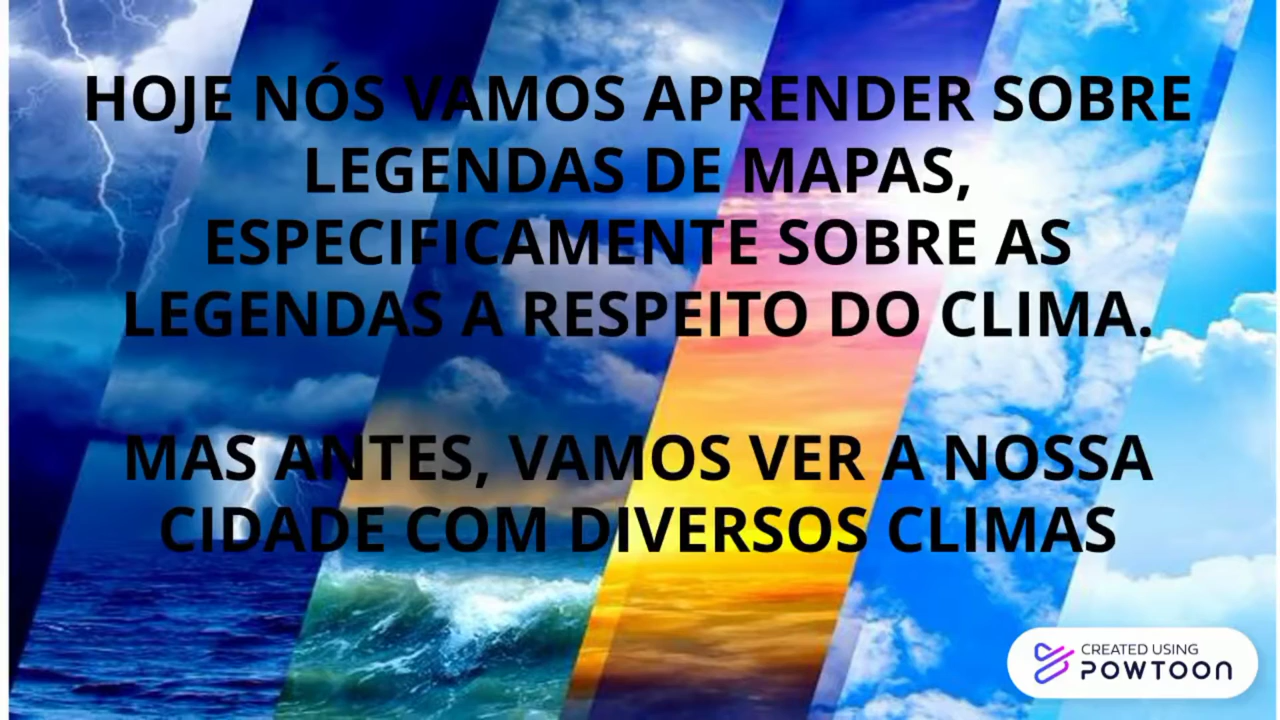 HOJE NÓS VAMOS APRENDER SOBRE
LEGENDAS DE MAPAS,
ESPECIFICAMENTE SOBRE AS
LEGENDAS A RESPEITO DO CLIMA.
MAS ANTES, VAMOS VER A NOSSA
CIDADE COM DIVERSOS CLIMAS
CREATED USING
POWTOON